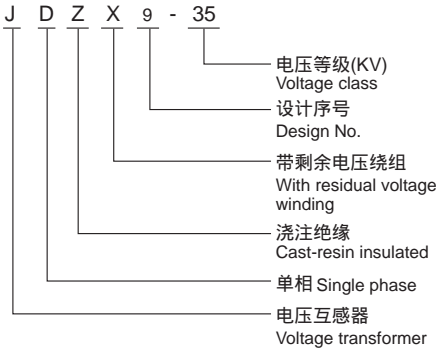 J D Z X 9 - 35
电压等级(KV)
Voltage class
设计序号
Design No.
带剩余电压绕组
With residual voltage
winding
浇注绝缘
Cast-resin insulated
单相 Single phase
电压互感器
Voltage transformer